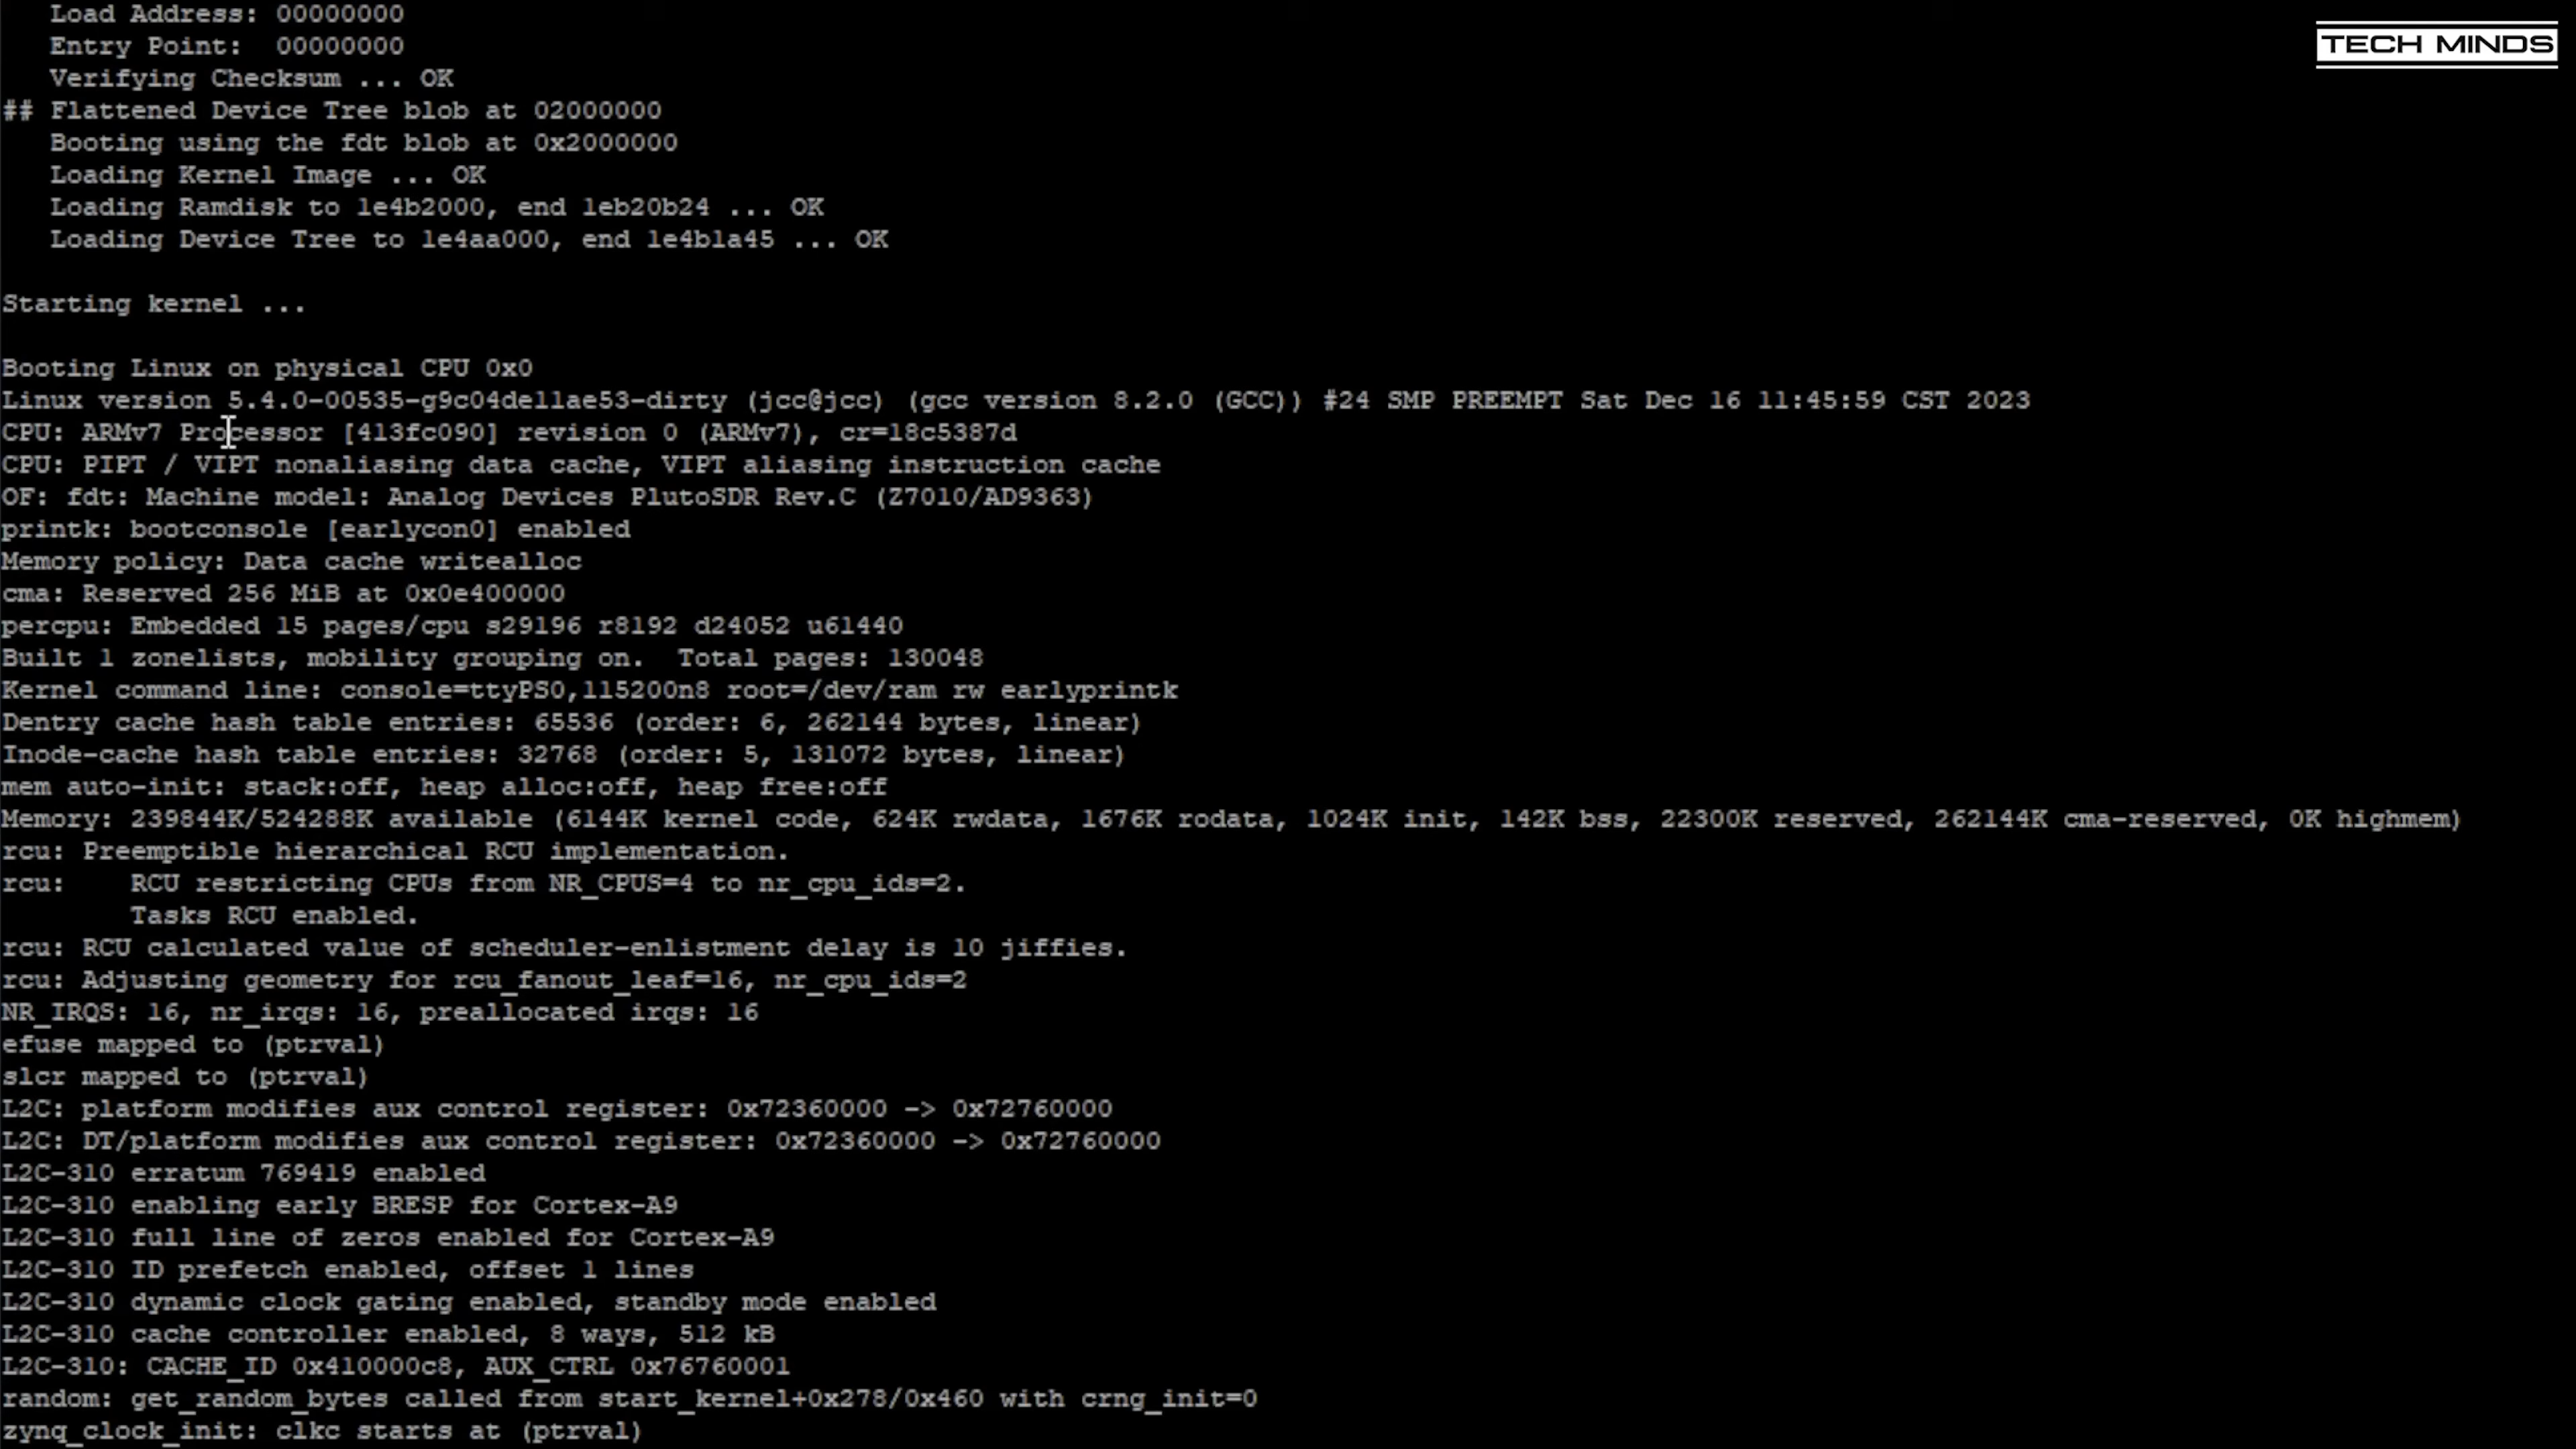 Load Address: 00000000
Entry Point:  00000000
Verifying Checksum ... OK
## Flattened Device Tree blob at 02000000
Booting using the fdt blob at 0x2000000
Loading Kernel Image ... OK
Loading Ramdisk to 1e4b2000, end 1eb20b24 ... OK
Loading Device Tree to 1e4aa000, end 1e4b1a45 ... OK
Starting kernel ...
Booting Linux on physical CPU 0x0
Linux version 5.4.0-00535-g9c04de11ae53-dirty (jcc@jcc) (gcc version 8.2.0 (GCC)) #24 SMP PREEMPT Sat Dec 16 11:45:59 CST 2023
CPU: ARMv7 Processor [413fc090] revision 0 (ARMv7), cr=18c5387d
CPU: PIPT / VIPT nonaliasing data cache, VIPT aliasing instruction cache
OF: fdt: Machine model: Analog Devices PlutoSDR Rev.C (Z7010/AD9363)
printk: bootconsole [earlycon0] enabled
Memory policy: Data cache writealloc
cma: Reserved 256 MiB at 0x0e400000
percpu: Embedded 15 pages/cpu s29196 r8192 d24052 u61440
Built 1 zonelists, mobility grouping on.  Total pages: 130048
Kernel command line: console=ttyPS0,115200n8 root=/dev/ram rw earlyprintk
Dentry cache hash table entries: 65536 (order: 6, 262144 bytes, linear)
Inode-cache hash table entries: 32768 (order: 5, 131072 bytes, linear)
mem auto-init: stack:off, heap alloc:off, heap free:off
Memory: 239844K/524288K available (6144K kernel code, 624K rwdata, 1676K rodata, 1024K init, 142K bss, 22300K reserved, 262144K cma-reserved, 0K highmem)
rcu: Preemptible hierarchical RCU implementation.
rcu:    RCU restricting CPUs from NR_CPUS=4 to nr_cpu_ids=2.
Tasks RCU enabled.
rcu: RCU calculated value of scheduler-enlistment delay is 10 jiffies.
rcu: Adjusting geometry for rcu_fanout_leaf=16, nr_cpu_ids=2
NR_IRQS: 16, nr_irqs: 16, preallocated irqs: 16
efuse mapped to (ptrval)
slcr mapped to (ptrval)
L2C: platform modifies aux control register: 0x72360000 -> 0x72760000
L2C: DT/platform modifies aux control register: 0x72360000 -> 0x72760000
L2C-310 erratum 769419 enabled
L2C-310 enabling early BRESP for Cortex-A9
L2C-310 full line of zeros enabled for Cortex-A9
L2C-310 ID prefetch enabled, offset 1 lines
L2C-310 dynamic clock gating enabled, standby mode enabled
L2C-310 cache controller enabled, 8 ways, 512 kB
L2C-310: CACHE_ID 0x410000c8, AUX_CTRL 0x76760001
random: get_random_bytes called from start_kernel+0x278/0x460 with crng_init=0
zynq_clock_init: clkc starts at (ptrval)
TECH MINDS